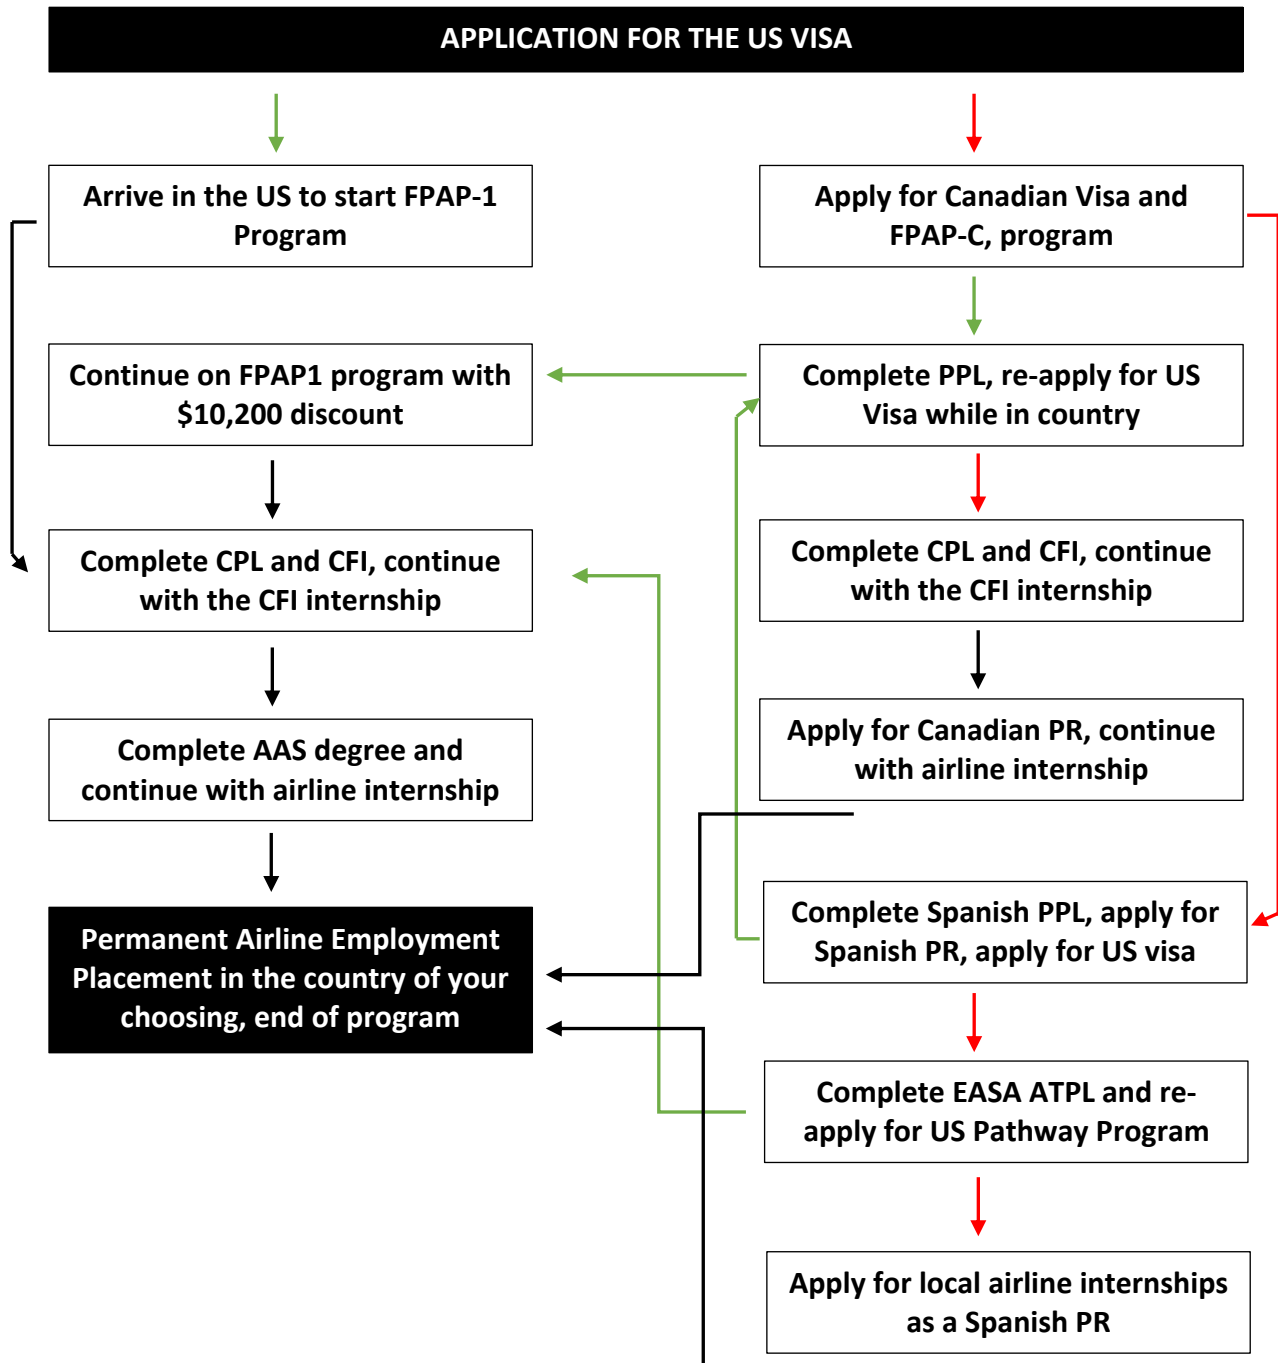 APPLICATION FOR THE US VISA
Arrive in the US to start FPAP-1
Program
Apply for Canadian Visa and
FPAP-C, program
Continue on FPAP1 program with
$10,200 discount
Complete PPL, re-apply for US
Visa while in country
Complete CPL and CFI, continue
with the CFI internship
Complete CPL and CFI, continue
with the CFI internship
Complete AAS degree and
continue with airline internship
Apply for Canadian PR, continue
with airline internship
Permanent Airline Employment
Placement in the country of your
choosing, end of program
Complete Spanish PPL, apply for
Spanish PR, apply for US visa
Complete EASA ATPL and re-
apply for US Pathway Program
Apply for local airline internships
as a Spanish PR